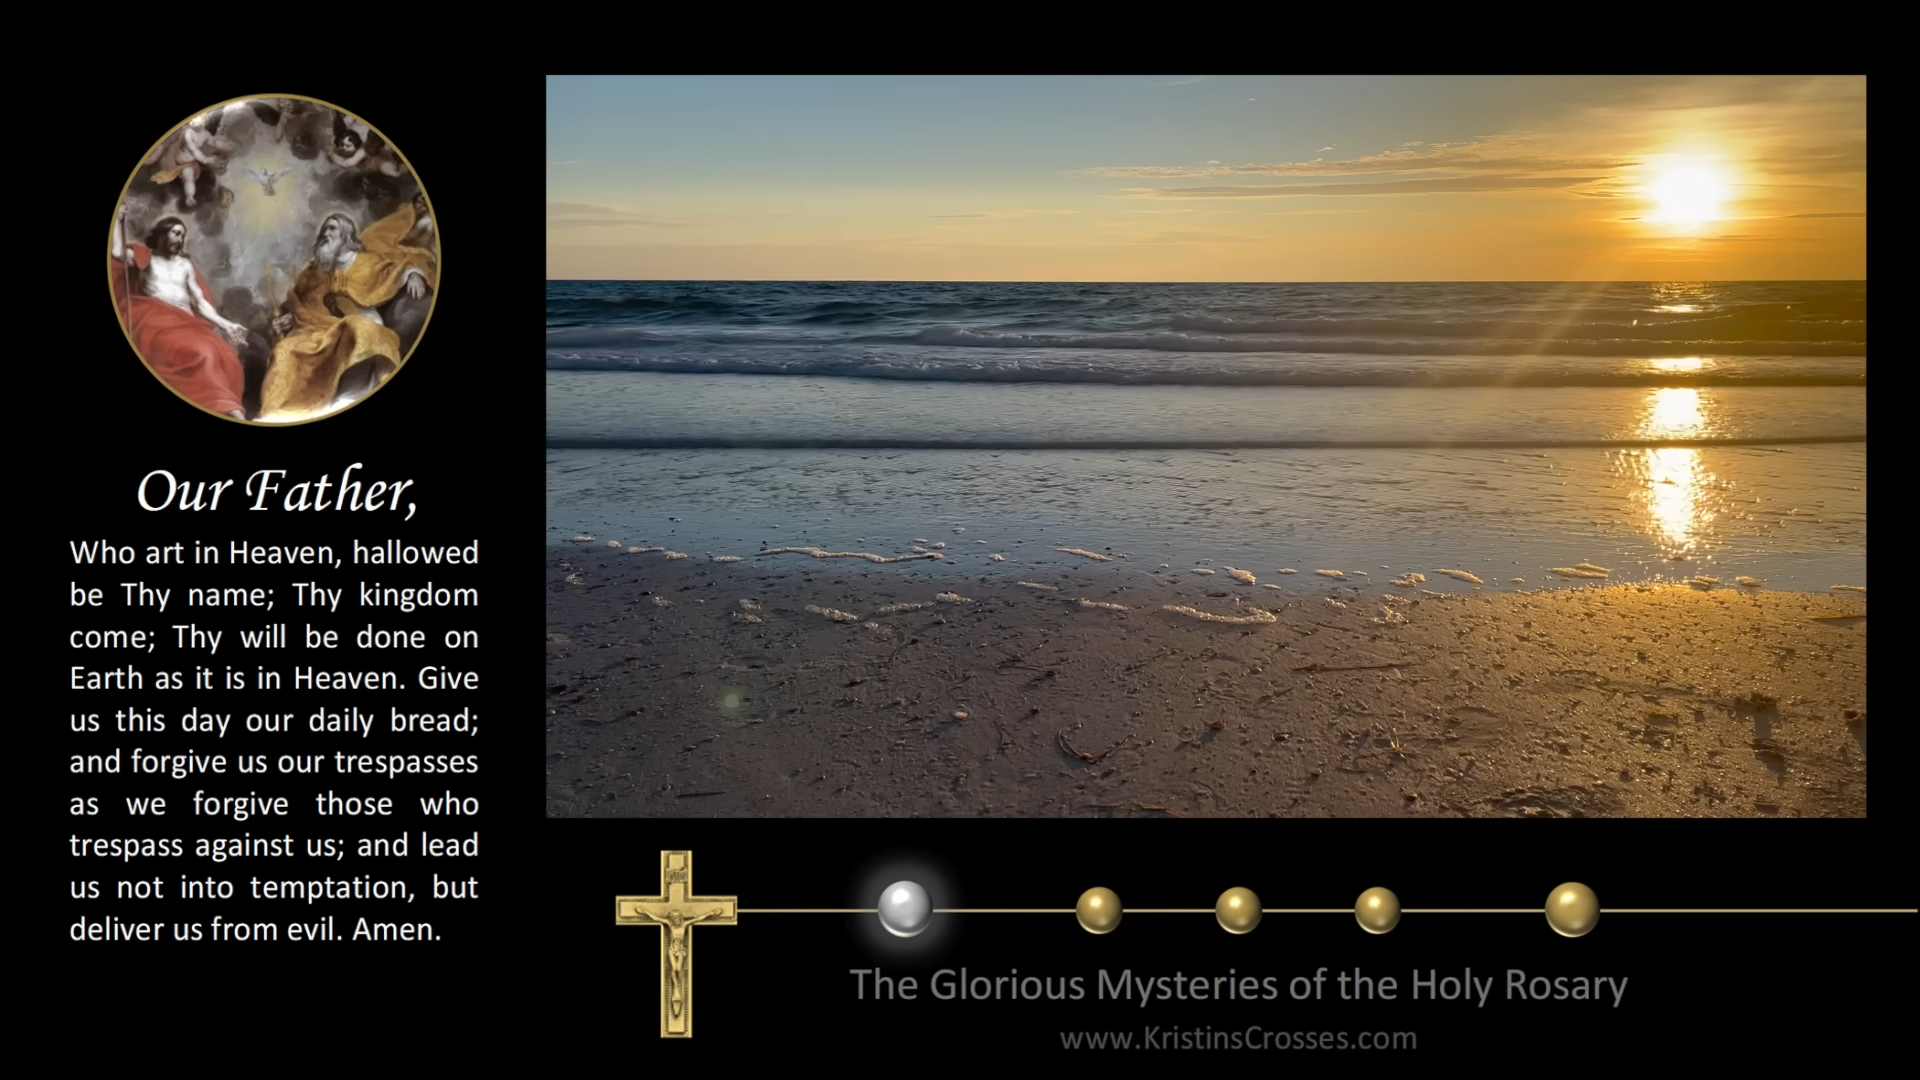 Our Father,
Who art in Heaven, hallowed
be Thy name; Thy kingdom
come; Thy will be done on
Earth as it is in Heaven. Give
us this day our daily bread;
and forgive us our trespasses
as we forgive those who
trespass against us; and lead
us not into temptation, but
deliver us from evil. Amen.
The Glorious Mysteries of the Holy Rosary
www.KristinsCrosses.com